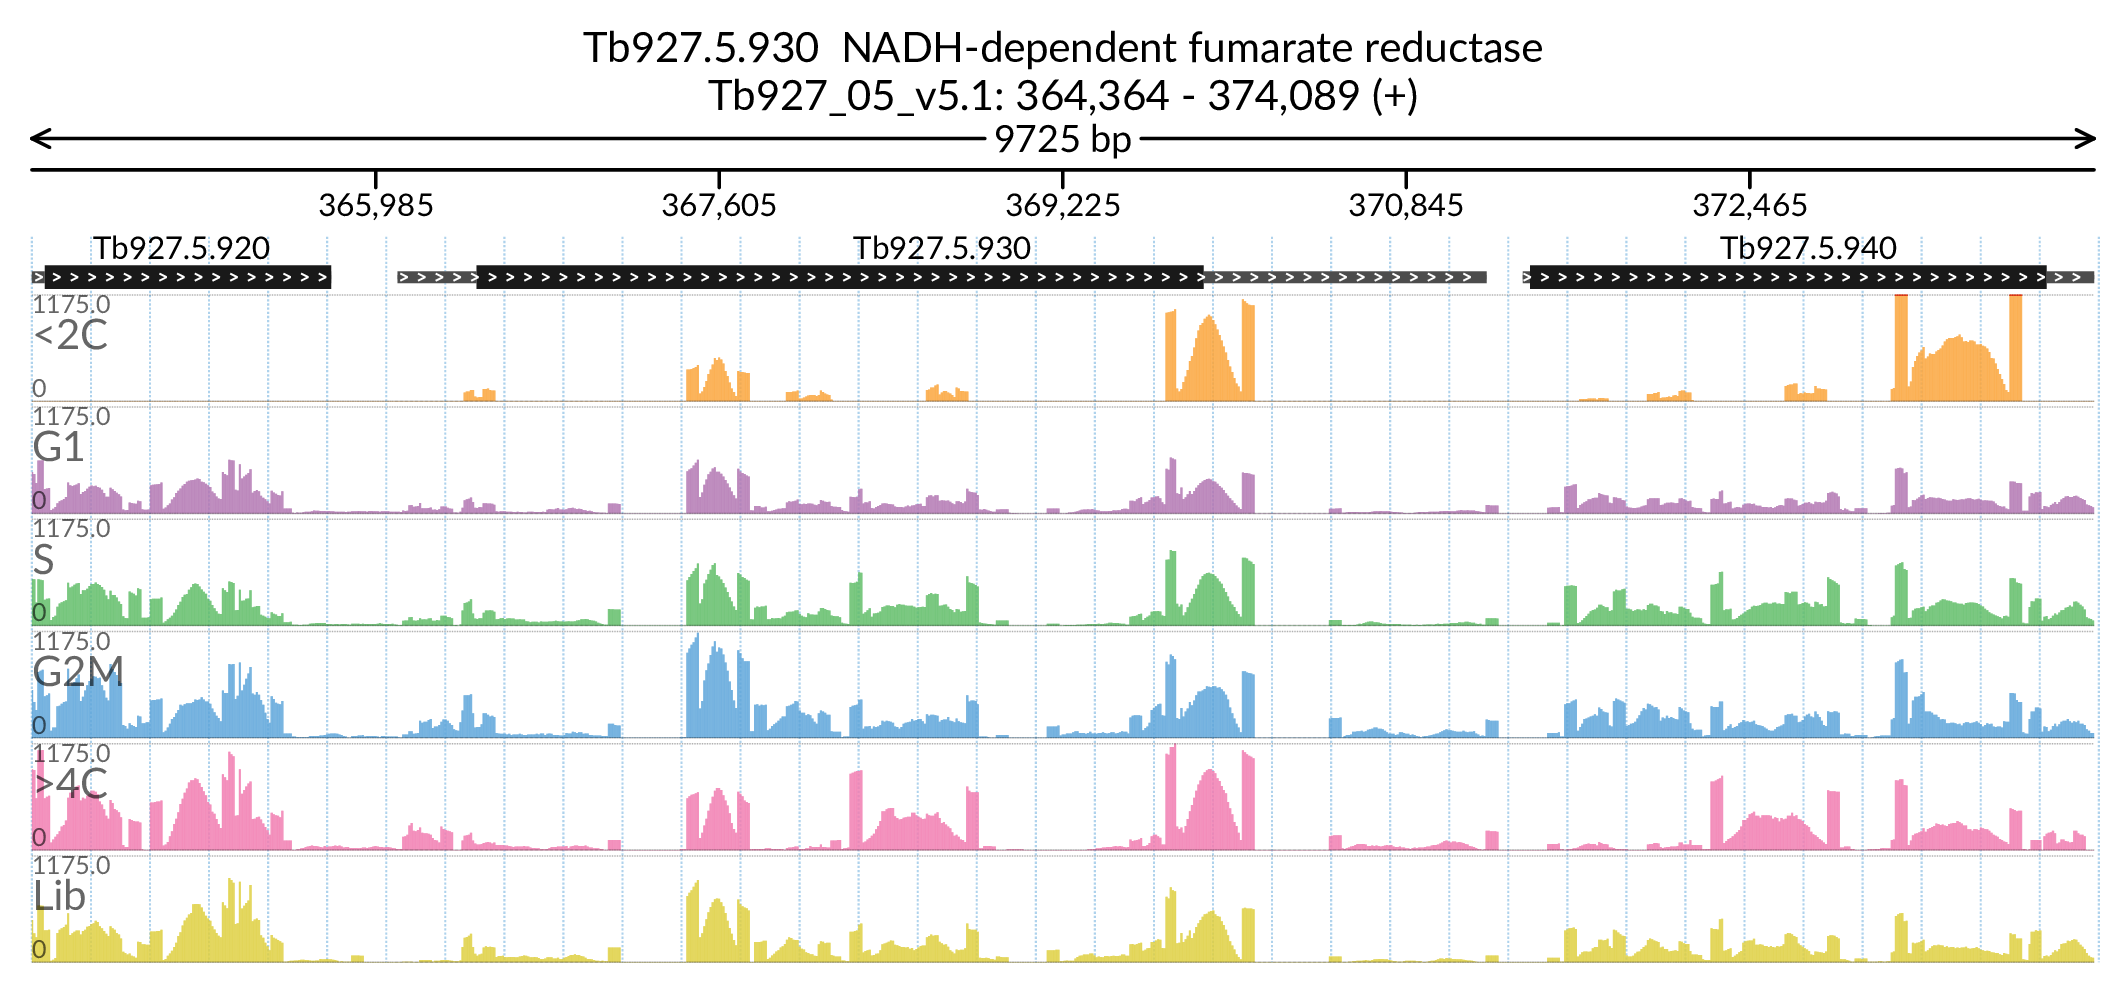 Tb927.5.930  NADH-dependent fumarate reductase
Tb927_05_v5.1: 364,364 - 374,089 (+)
9725 bp
365,985 367,605 369,225 370,845 372,465
Tb927.5.920 Tb927.5.930 Tb927.5.940
1175.0
<2C
0
1175.0
G1
0
1175.0
S
0
1175.0
G2M
0
1175.0
>4C
0
1175.0
Lib
0